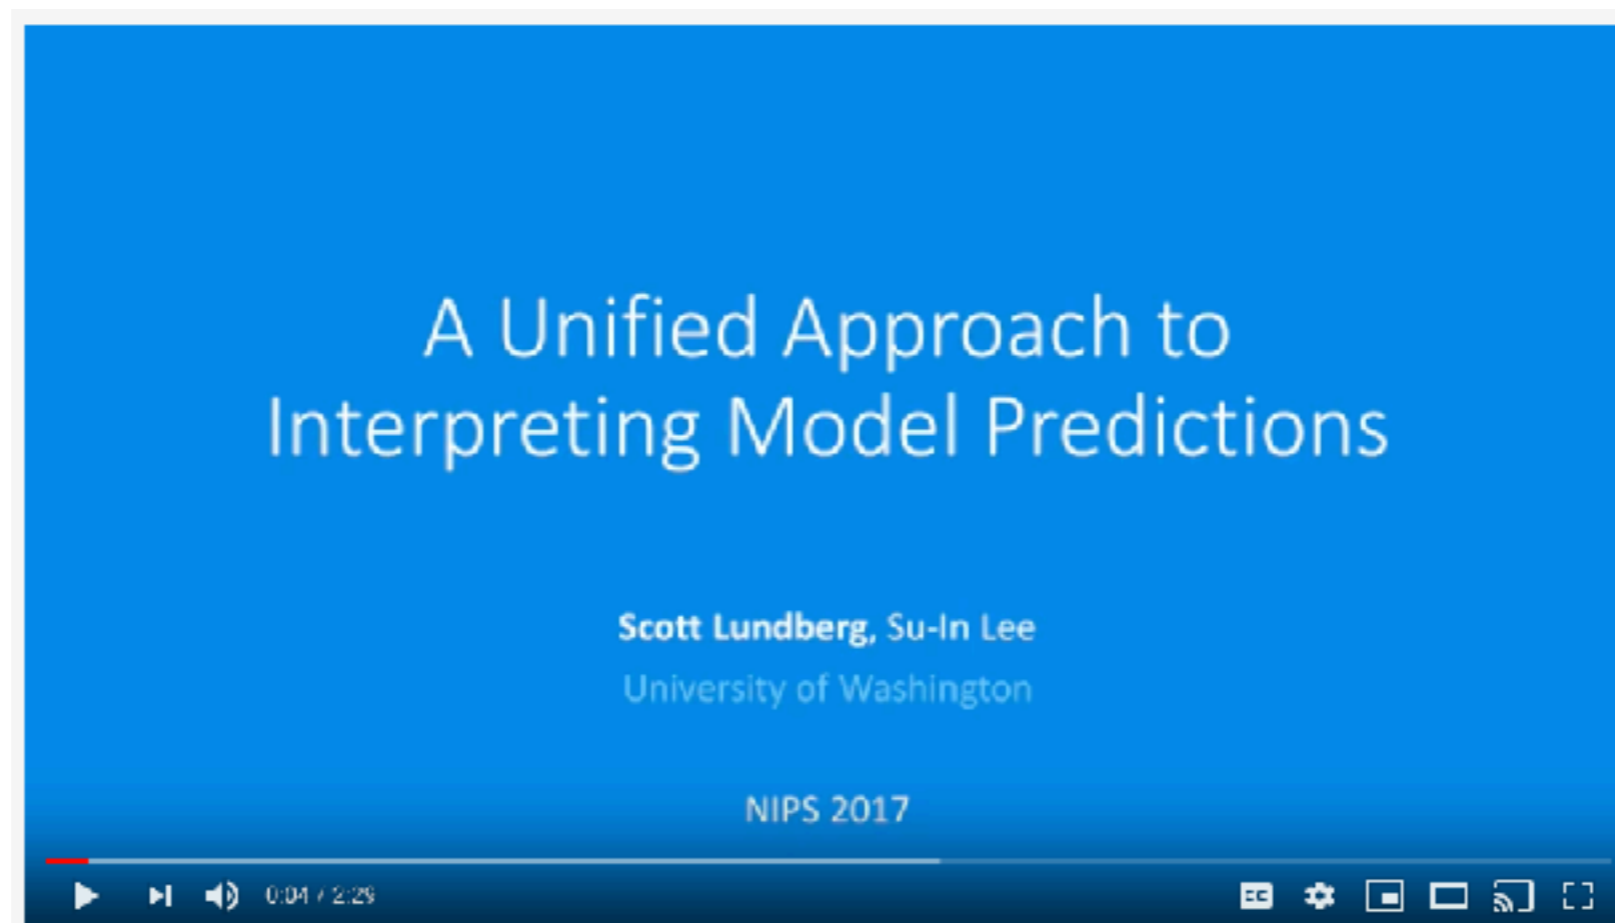 A Unified Approach to
Interpreting Model Predictions
Scott Lundberg, Su-In Lee
University of Washington
NIPS 2017
0:04 / 2:29
CC